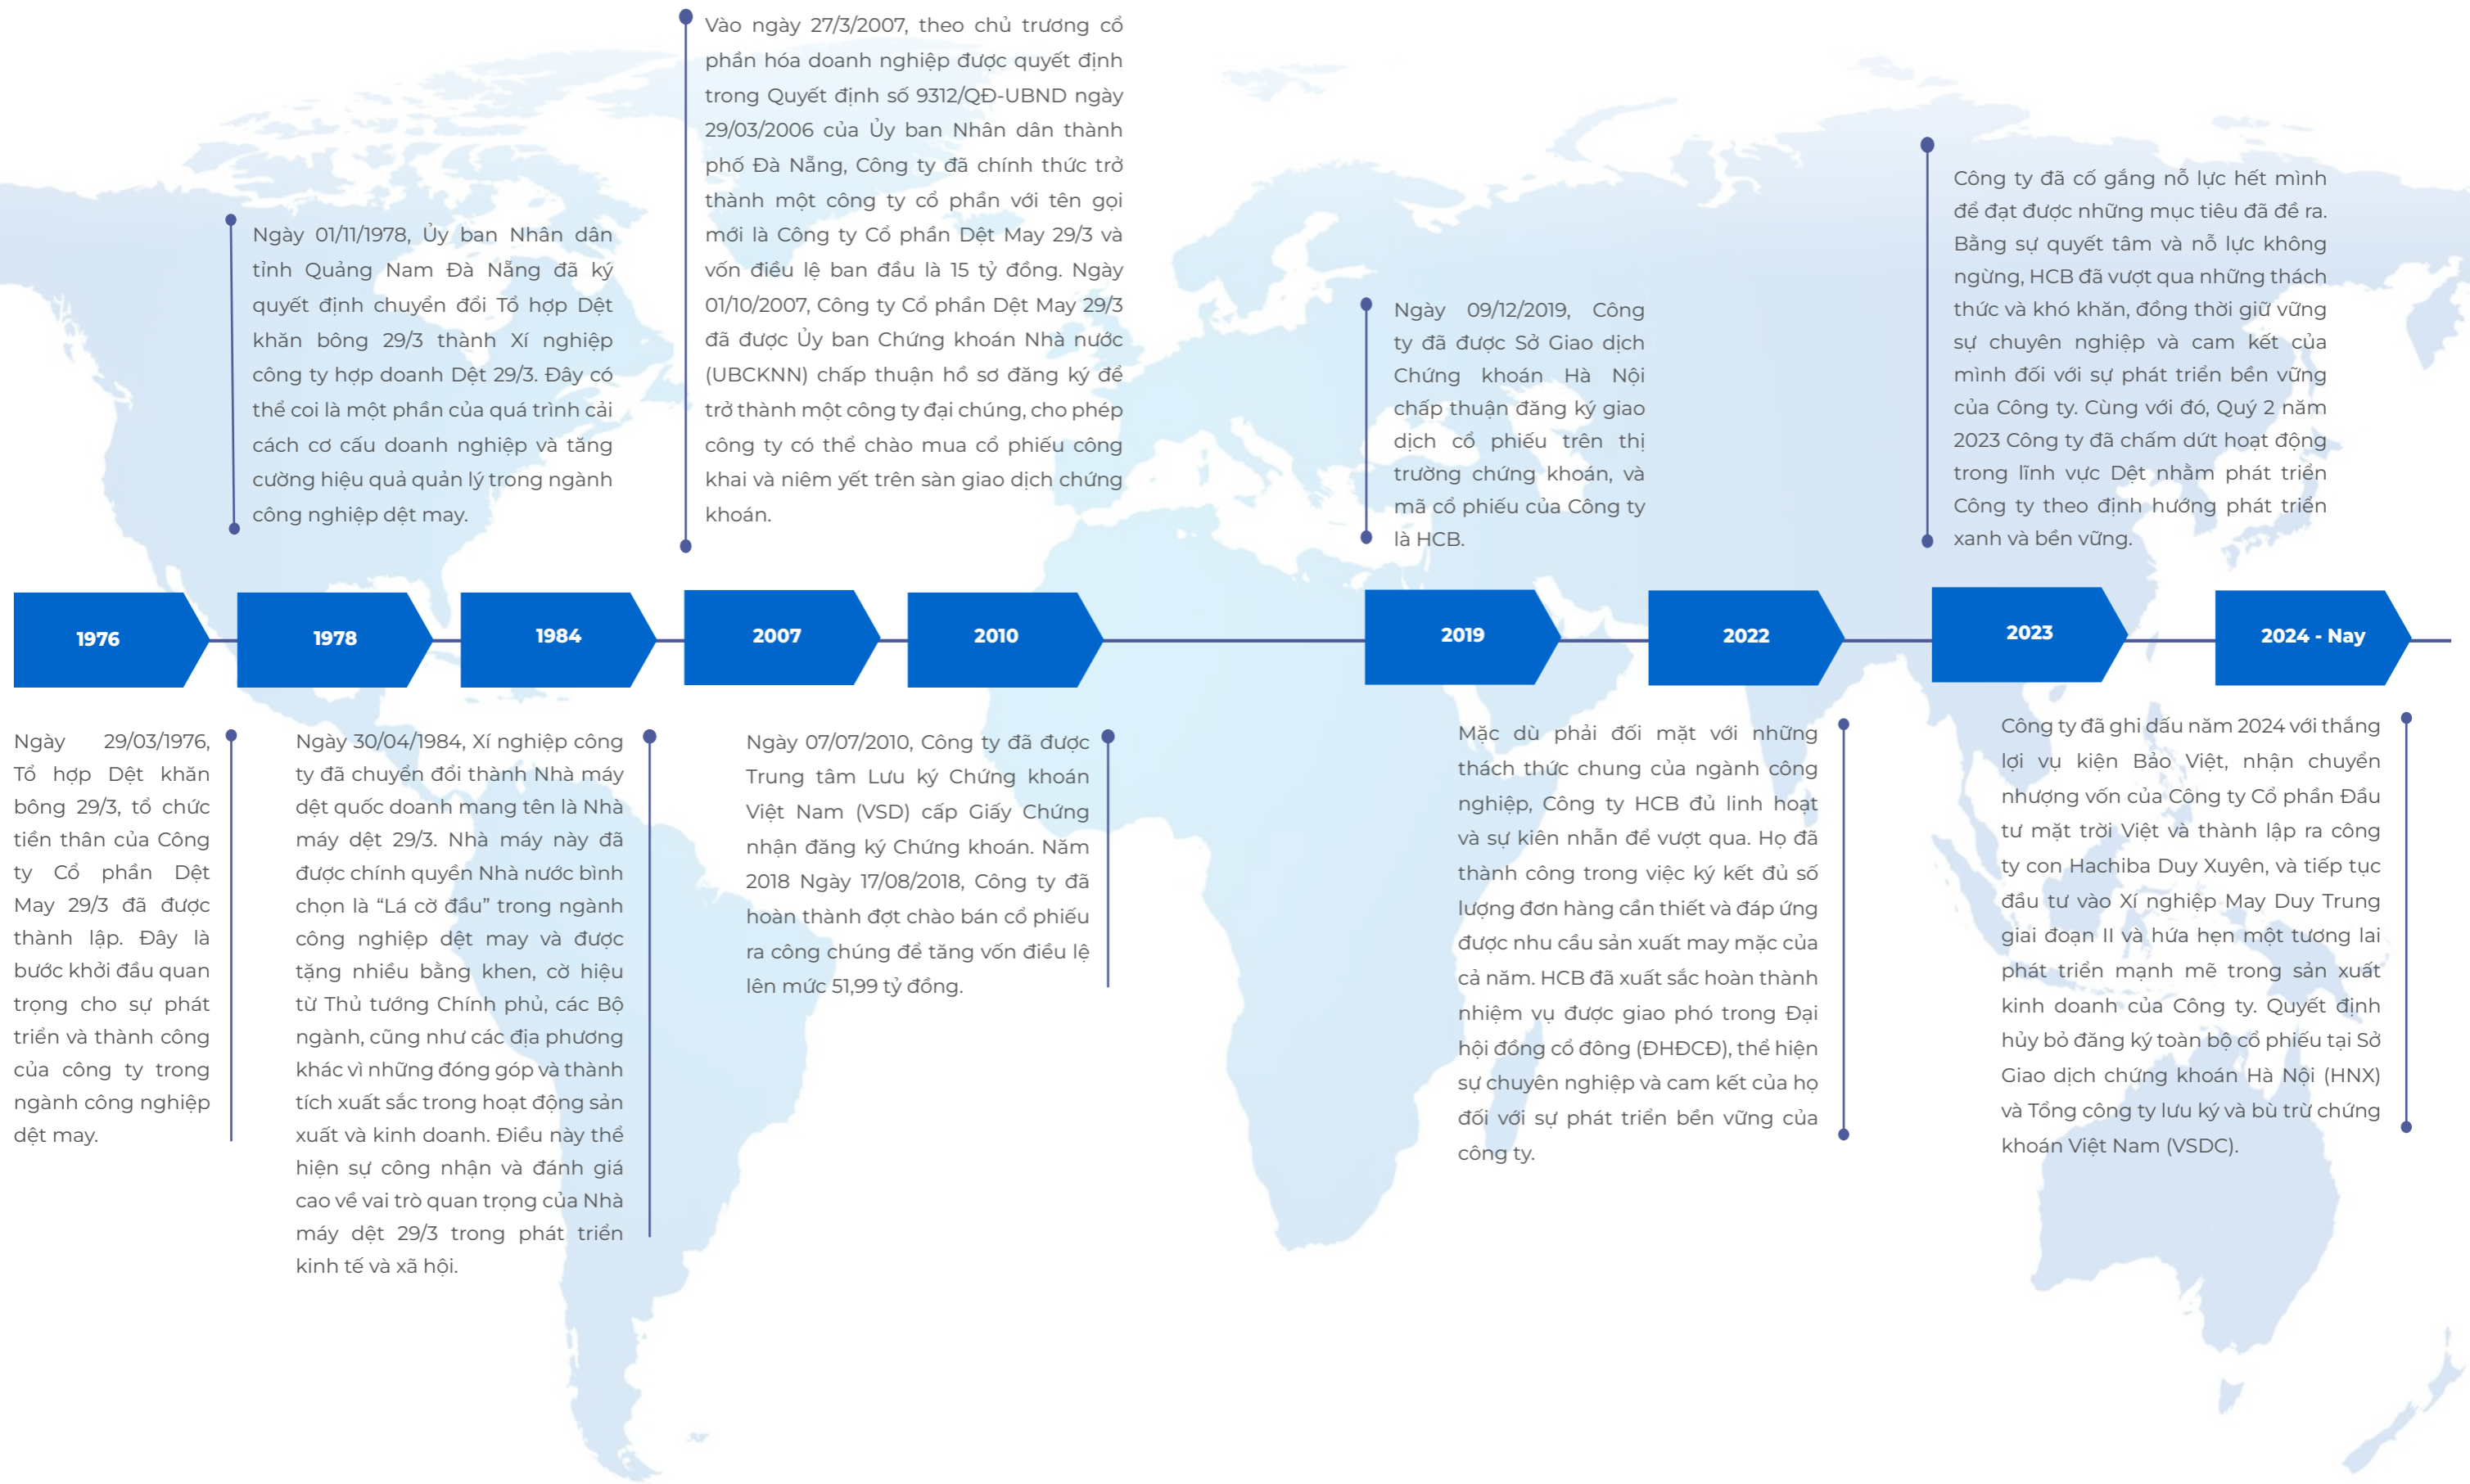 Vào ngày 27/3/2007, theo chủ trương cổ
phần hóa doanh nghiệp được quyết định
trong Quyết định số 9312/QĐ-UBND ngày
29/03/2006 của Ủy ban Nhân dân thành
phố Đà Nẵng, Công ty đã chính thức trở
thành một công ty cổ phần với tên gọi
mới là Công ty Cổ phần Dệt May 29/3 và
vốn điều lệ ban đầu là 15 tỷ đồng. Ngày
01/10/2007, Công ty Cổ phần Dệt May 29/3
đã được Ủy ban Chứng khoán Nhà nước
(UBCKNN) chấp thuận hồ sơ đăng ký để
trở thành một công ty đại chúng, cho phép
công ty có thể chào mua cổ phiếu công
khai và niêm yết trên sàn giao dịch chứng
khoán.
Ngày 01/11/1978, Ủy ban Nhân dân
tỉnh Quảng Nam Đà Nẵng đã ký
quyết định chuyển đổi Tổ hợp Dệt
khăn bông 29/3 thành Xí nghiệp
công ty hợp doanh Dệt 29/3. Đây có
thể coi là một phần của quá trình cải
cách cơ cấu doanh nghiệp và tăng
cường hiệu quả quản lý trong ngành
công nghiệp dệt may.
Ngày 09/12/2019, Công
ty đã được Sở Giao dịch
Chứng khoán Hà Nội
chấp thuận đăng ký giao
dịch cổ phiếu trên thị
trường chứng khoán, và
mã cổ phiếu của Công ty
là HCB.
Công ty đã cố gắng nỗ lực hết mình
để đạt được những mục tiêu đã đề ra.
Bằng sự quyết tâm và nỗ lực không
ngừng, HCB đã vượt qua những thách
thức và khó khăn, đồng thời giữ vững
sự chuyên nghiệp và cam kết của
mình đối với sự phát triển bền vững
của Công ty. Cùng với đó, Quý 2 năm
2023 Công ty đã chấm dứt hoạt động
trong lĩnh vực Dệt nhằm phát triển
Công ty theo định hướng phát triển
xanh và bền vững.
1976
1978
1984
2007
2010
2019
2022
2023
2024 - Nay
Ngày 29/03/1976,
Tổ hợp Dệt khăn
bông 29/3, tổ chức
tiền thân của Công
ty Cổ phần Dệt
May 29/3 đã được
thành lập. Đây là
bước khởi đầu quan
trọng cho sự phát
triển và thành công
của công ty trong
ngành công nghiệp
dệt may.
Ngày 30/04/1984, Xí nghiệp công
ty đã chuyển đổi thành Nhà máy
dệt quốc doanh mang tên là Nhà
máy dệt 29/3. Nhà máy này đã
được chính quyền Nhà nước bình
chọn là “Lá cờ đầu” trong ngành
công nghiệp dệt may và được
tặng nhiều bằng khen, cờ hiệu
từ Thủ tướng Chính phủ, các Bộ
ngành, cũng như các địa phương
khác vì những đóng góp và thành
tích xuất sắc trong hoạt động sản
xuất và kinh doanh. Điều này thể
hiện sự công nhận và đánh giá
cao về vai trò quan trọng của Nhà
máy dệt 29/3 trong phát triển
kinh tế và xã hội.
Ngày 07/07/2010, Công ty đã được
Trung tâm Lưu ký Chứng khoán
Việt Nam (VSD) cấp Giấy Chứng
nhận đăng ký Chứng khoán. Năm
2018 Ngày 17/08/2018, Công ty đã
hoàn thành đợt chào bán cổ phiếu
ra công chúng để tăng vốn điều lệ
lên mức 51,99 tỷ đồng.
Mặc dù phải đối mặt với những
thách thức chung của ngành công
nghiệp, Công ty HCB đủ linh hoạt
và sự kiên nhẫn để vượt qua. Họ đã
thành công trong việc ký kết đủ số
lượng đơn hàng cần thiết và đáp ứng
được nhu cầu sản xuất may mặc của
cả năm. HCB đã xuất sắc hoàn thành
nhiệm vụ được giao phó trong Đại
hội đồng cổ đông (ĐHĐCĐ), thể hiện
sự chuyên nghiệp và cam kết của họ
đối với sự phát triển bền vững của
công ty.
Công ty đã ghi dấu năm 2024 với thắng
lợi vụ kiện Bảo Việt, nhận chuyển
nhượng vốn của Công ty Cổ phần Đầu
tư mặt trời Việt và thành lập ra công
ty con Hachiba Duy Xuyên, và tiếp tục
đầu tư vào Xí nghiệp May Duy Trung
giai đoạn II và hứa hẹn một tương lai
phát triển mạnh mẽ trong sản xuất
kinh doanh của Công ty. Quyết định
hủy bỏ đăng ký toàn bộ cổ phiếu tại Sở
Giao dịch chứng khoán Hà Nội (HNX)
và Tổng công ty lưu ký và bù trừ chứng
khoán Việt Nam (VSDC).